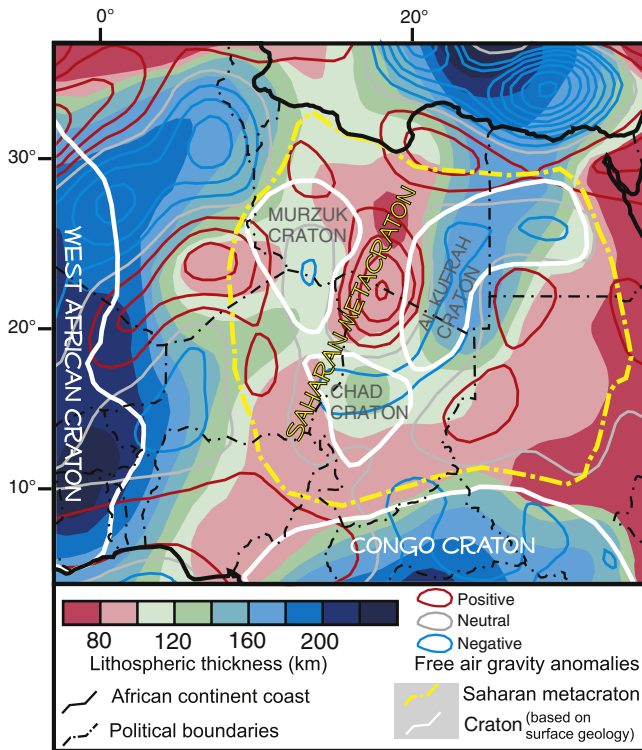 0°
20°
30°
20°
10°
MURZUK
CRATON
AL KUFRAH
CRATON
SAHARAN METACRATON
WEST AFRICAN CRATON
CHAD
CRATON
CONGO CRATON
80 120 160 200
Lithospheric thickness (km)
African continent coast
Political boundaries
Positive
Neutral
Negative
Free air gravity anomalies
Saharan metacraton
Craton (based on
surface geology)